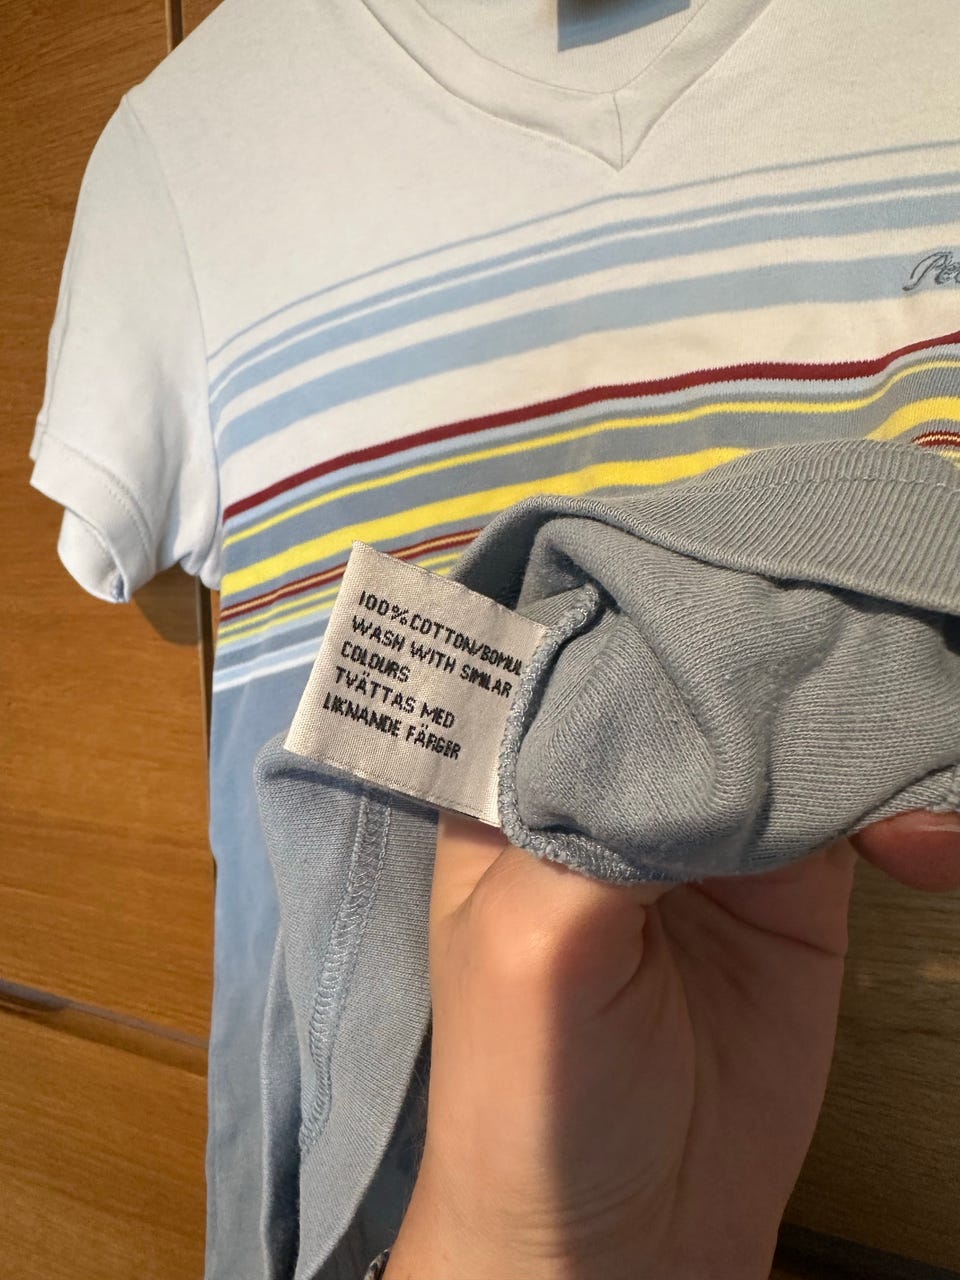 100% COTTON/BOMUL
WASH WITH SIMILAR
COLOURS
TVÄTTAS MED
LIKNANDE FÄRGER